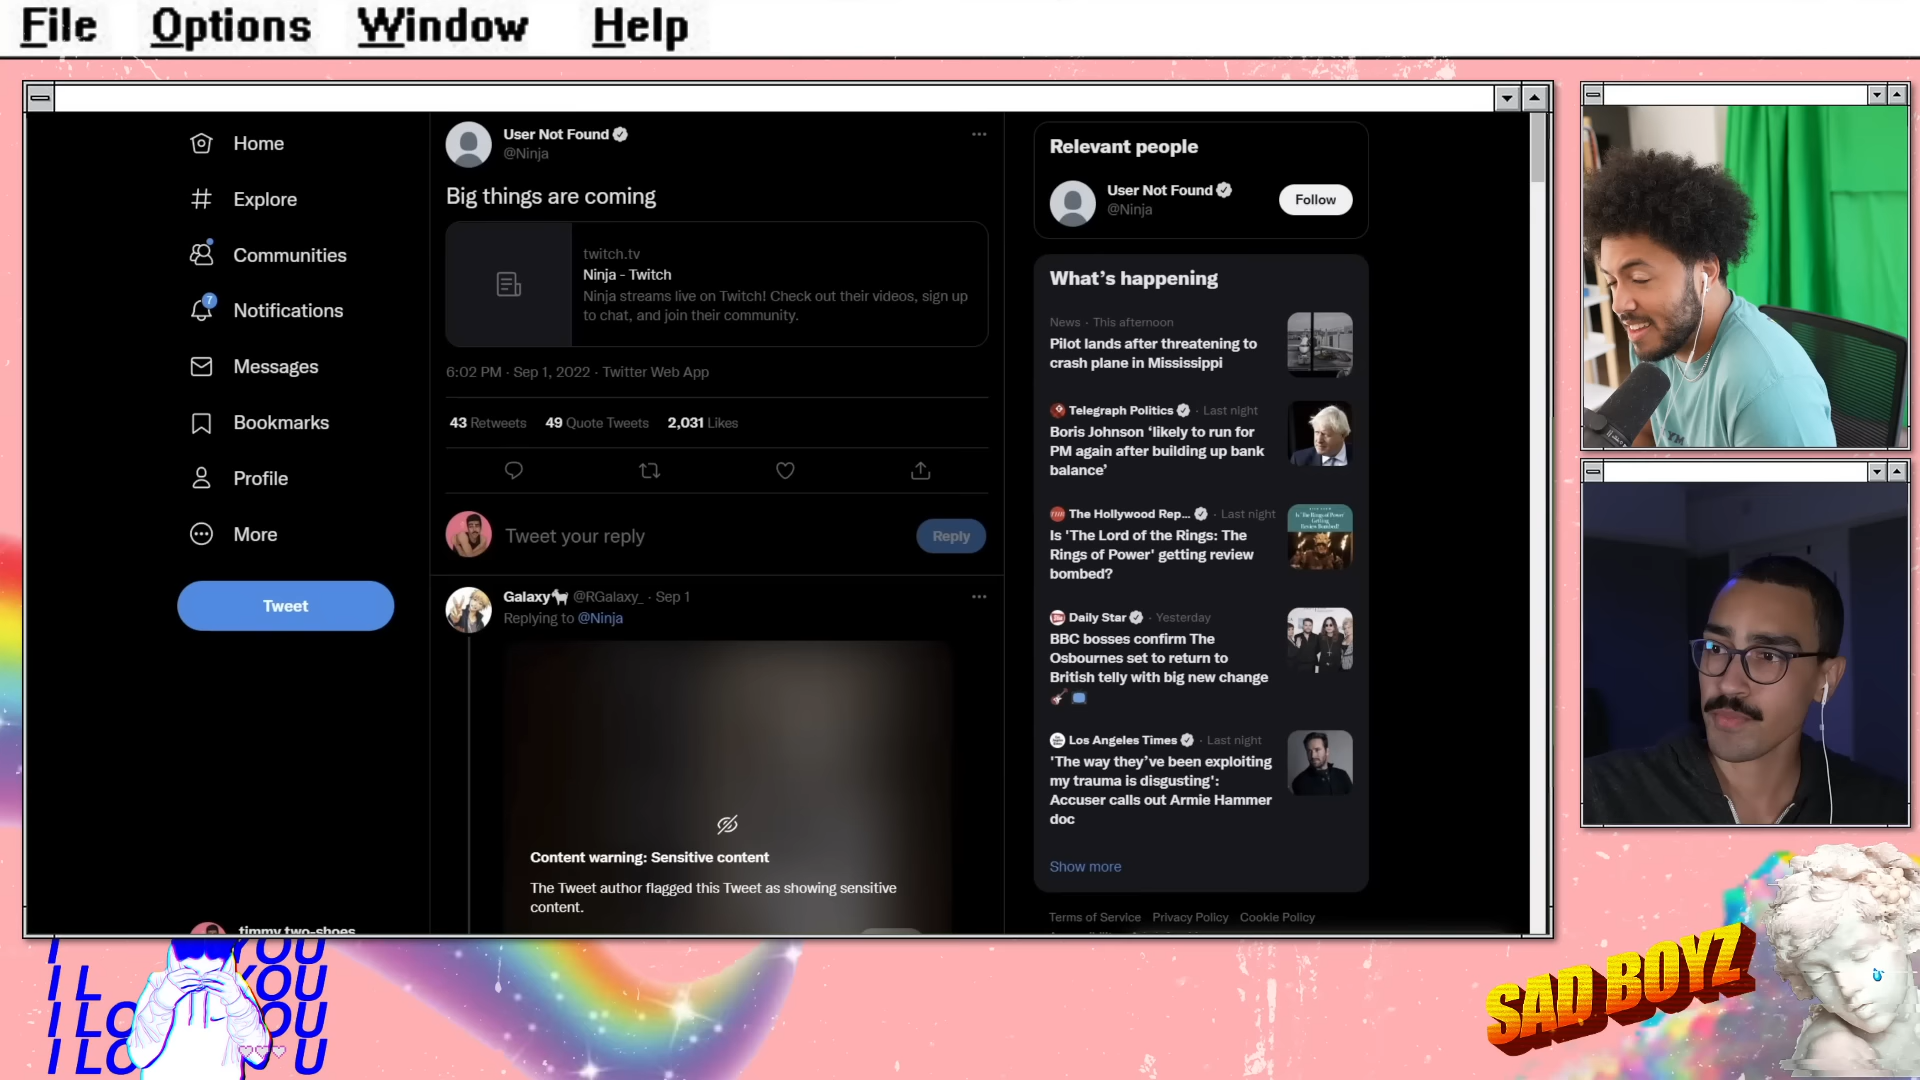 File Options Window Help
Home
Explore
Communities
7
Notifications
Messages
Bookmarks
Profile
More
Tweet
timmy two-shoes
User Not Found
@Ninja
Big things are coming
twitch.tv
Ninja - Twitch
Ninja streams live on Twitch! Check out their videos, sign up
to chat, and join their community.
6:02 PM · Sep 1, 2022 · Twitter Web App
43 Retweets 49 Quote Tweets 2,031 Likes
Tweet your reply
Reply
Galaxy @RGalaxy_ · Sep 1
Replying to @Ninja
Content warning: Sensitive content
The Tweet author flagged this Tweet as showing sensitive
content.
Relevant people
User Not Found
@Ninja
Follow
What's happening
News · This afternoon
Pilot lands after threatening to
crash plane in Mississippi
Telegraph Politics · Last night
Boris Johnson ‘likely to run for
PM again after building up bank
balance’
The Hollywood Rep... · Last night
Is 'The Lord of the Rings: The
Rings of Power' getting review
bombed?
Daily Star · Yesterday
BBC bosses confirm The
Osbournes set to return to
British telly with big new change
Los Angeles Times · Last night
'The way they’ve been exploiting
my trauma is disgusting':
Accuser calls out Armie Hammer
doc
Show more
Terms of Service Privacy Policy Cookie Policy
I YOU
I L OU
I LO OU
I LO U
SAD BOYZ